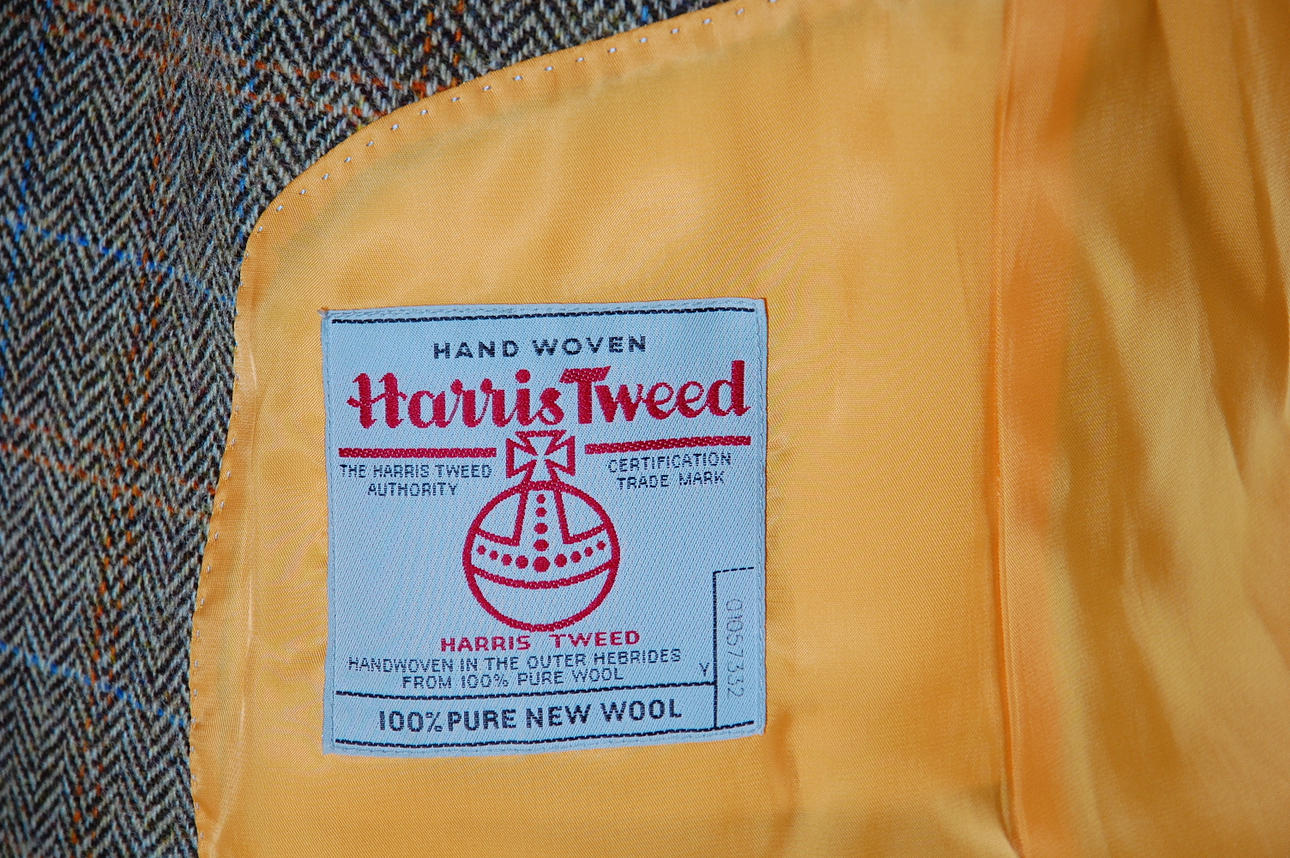 HAND WOVEN
Harris Tweed
THE HARRIS TWEED
AUTHORITY
CERTIFICATION
TRADE MARK
HARRIS TWEED
HANDWOVEN IN THE OUTER HEBRIDES
FROM 100% PURE WOOL
Y
01057332
100% PURE NEW WOOL